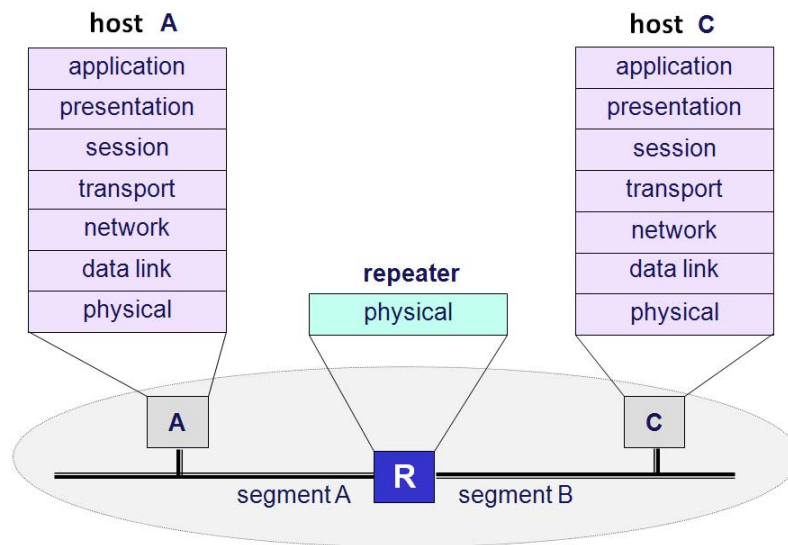 host A
application
presentation
session
transport
network
data link
physical
repeater
physical
host C
application
presentation
session
transport
network
data link
physical
A
R
C
segment A
segment B